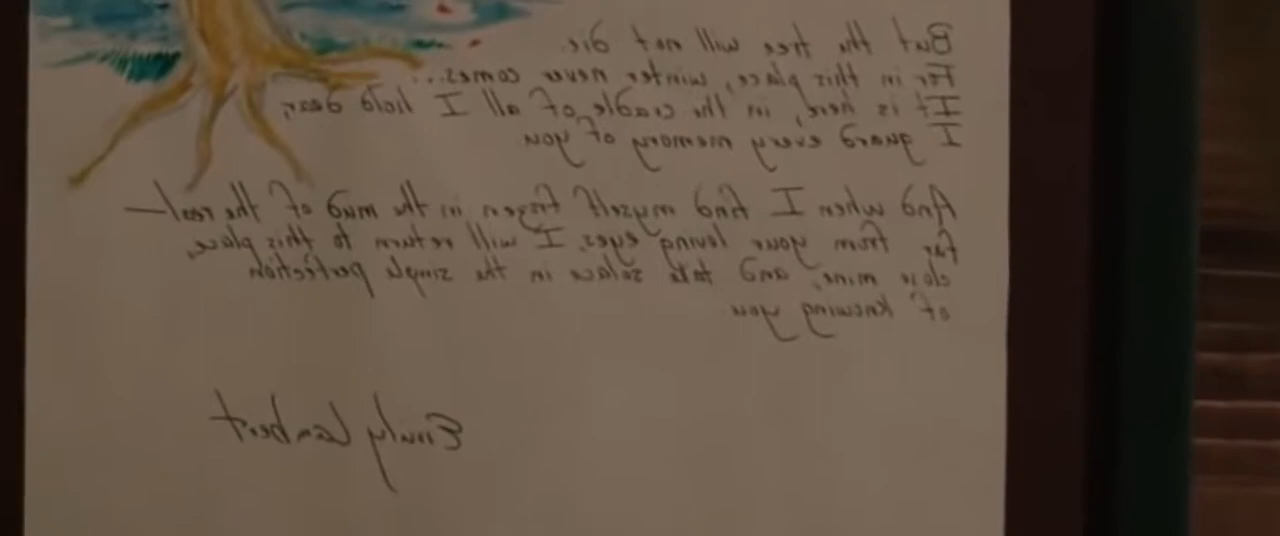 But the tree will not die.
For in this place, winter never comes...
It is here, in the cradle of all I hold dear,
I guard every memory of you
And when I find myself frozen in the mud of the real—
far from your loving eyes, I will return to this place,
close mine, and take solace in the simple perfection
of knowing you
Emily Lambert